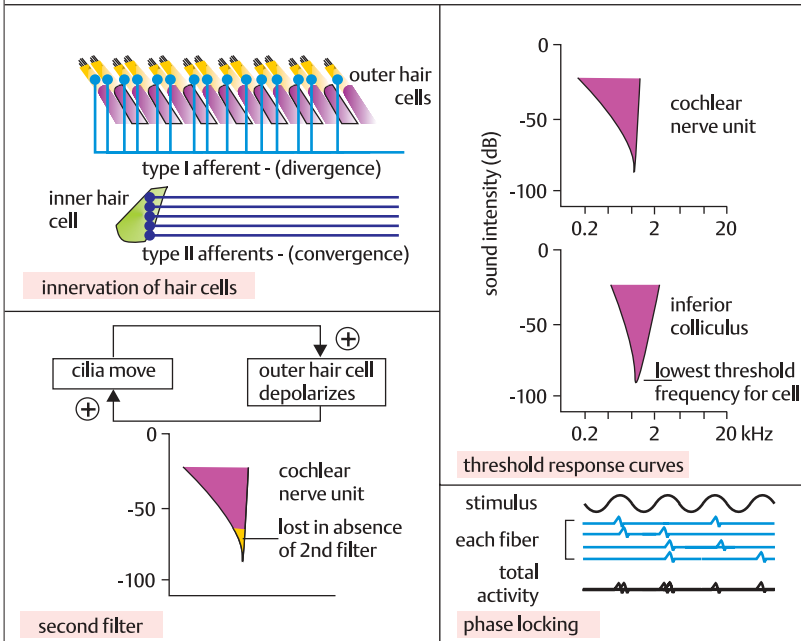 outer hair
cells
type I afferent - (divergence)
inner hair
cell
type II afferents - (convergence)
innervation of hair cells
cilia move
+
outer hair cell
depolarizes
+
0
-50
-100
cochlear
nerve unit
lost in absence
of 2nd filter
second filter
sound intensity (dB)
0
-50
-100
cochlear
nerve unit
0.2 2 20
0
-50
-100
inferior
colliculus
lowest threshold
frequency for cell
0.2 2 20 kHz
threshold response curves
stimulus
each fiber
total
activity
phase locking